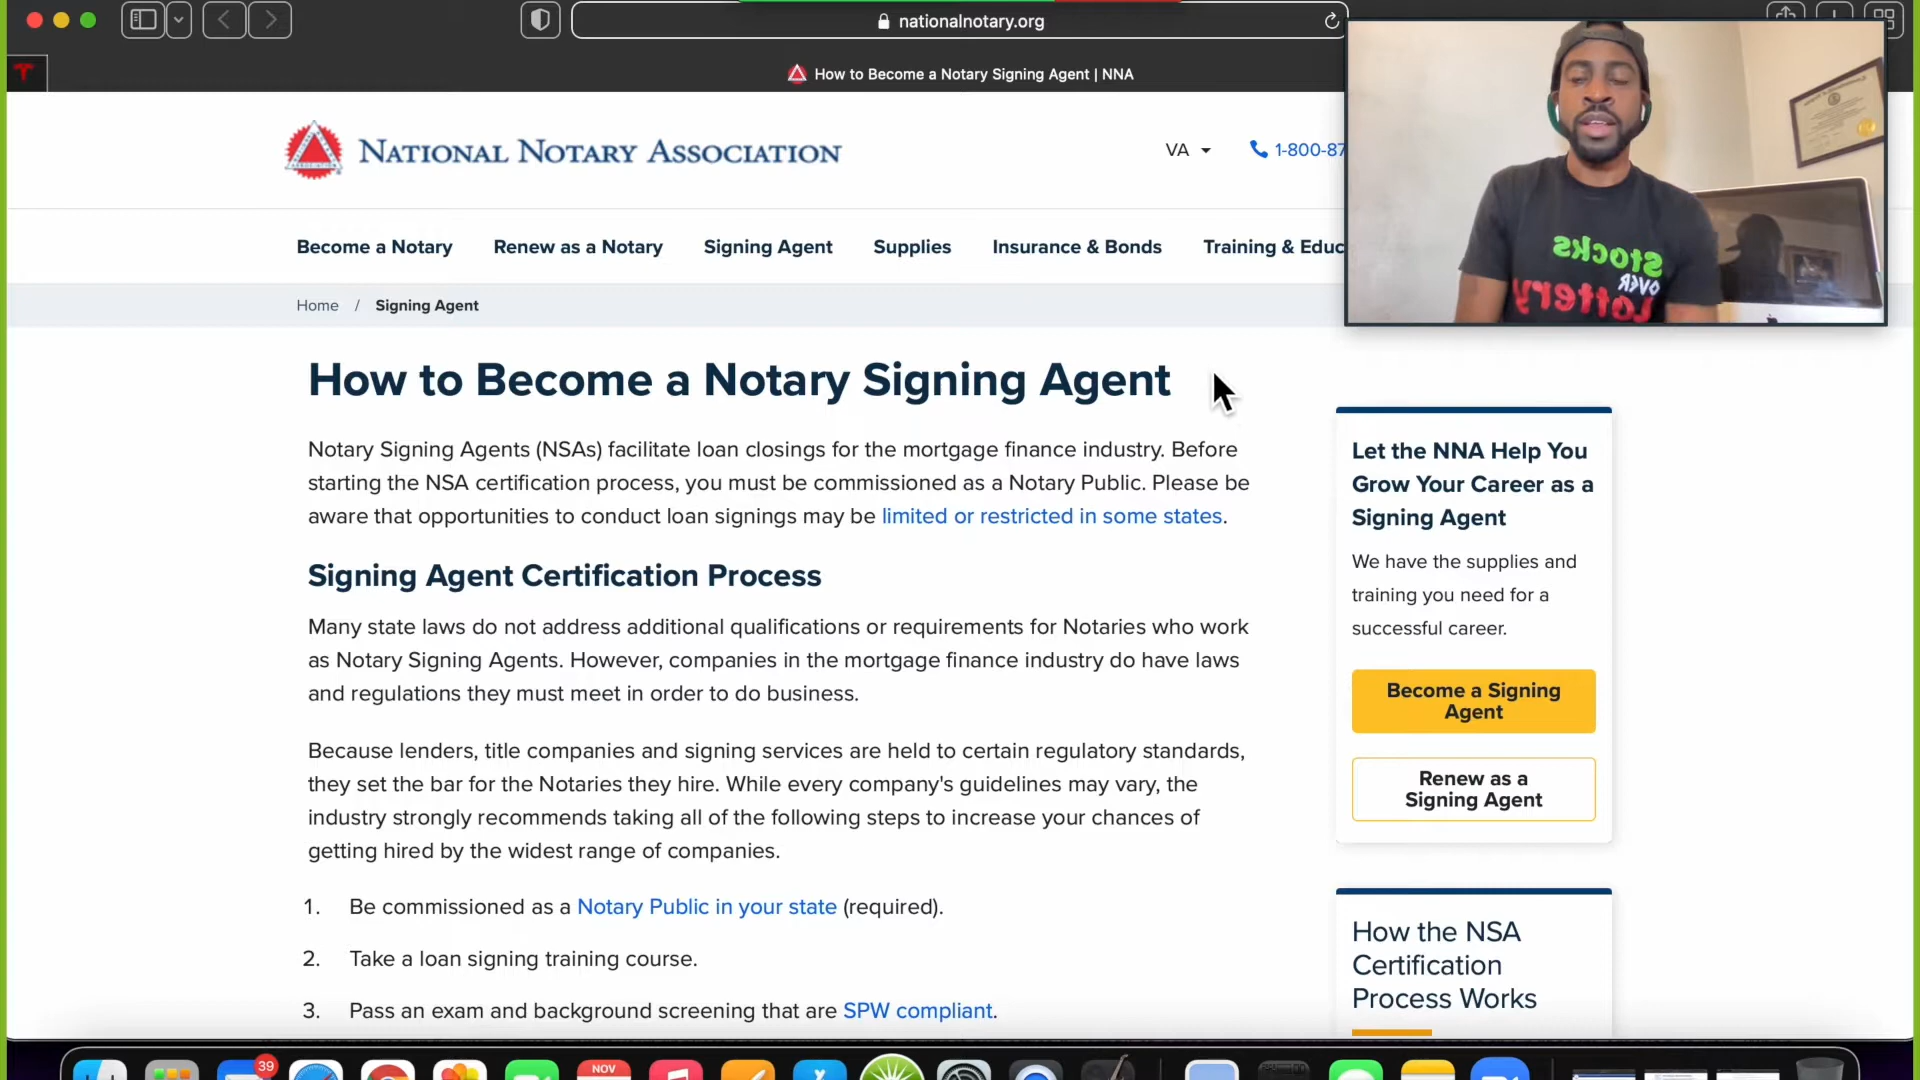 nationalnotary.org
How to Become a Notary Signing Agent | NNA
NATIONAL NOTARY ASSOCIATION
VA
1-800-87
Become a Notary
Renew as a Notary
Signing Agent
Supplies
Insurance & Bonds
Training & Educ
Stocks
OVER
Lottery
Home / Signing Agent
How to Become a Notary Signing Agent
Notary Signing Agents (NSAs) facilitate loan closings for the mortgage finance industry. Before
starting the NSA certification process, you must be commissioned as a Notary Public. Please be
aware that opportunities to conduct loan signings may be limited or restricted in some states.
Signing Agent Certification Process
Many state laws do not address additional qualifications or requirements for Notaries who work
as Notary Signing Agents. However, companies in the mortgage finance industry do have laws
and regulations they must meet in order to do business.
Because lenders, title companies and signing services are held to certain regulatory standards,
they set the bar for the Notaries they hire. While every company's guidelines may vary, the
industry strongly recommends taking all of the following steps to increase your chances of
getting hired by the widest range of companies.
1. Be commissioned as a Notary Public in your state (required).
2. Take a loan signing training course.
3. Pass an exam and background screening that are SPW compliant.
Let the NNA Help You
Grow Your Career as a
Signing Agent
We have the supplies and
training you need for a
successful career.
Become a Signing
Agent
Renew as a
Signing Agent
How the NSA
Certification
Process Works
39
NOV